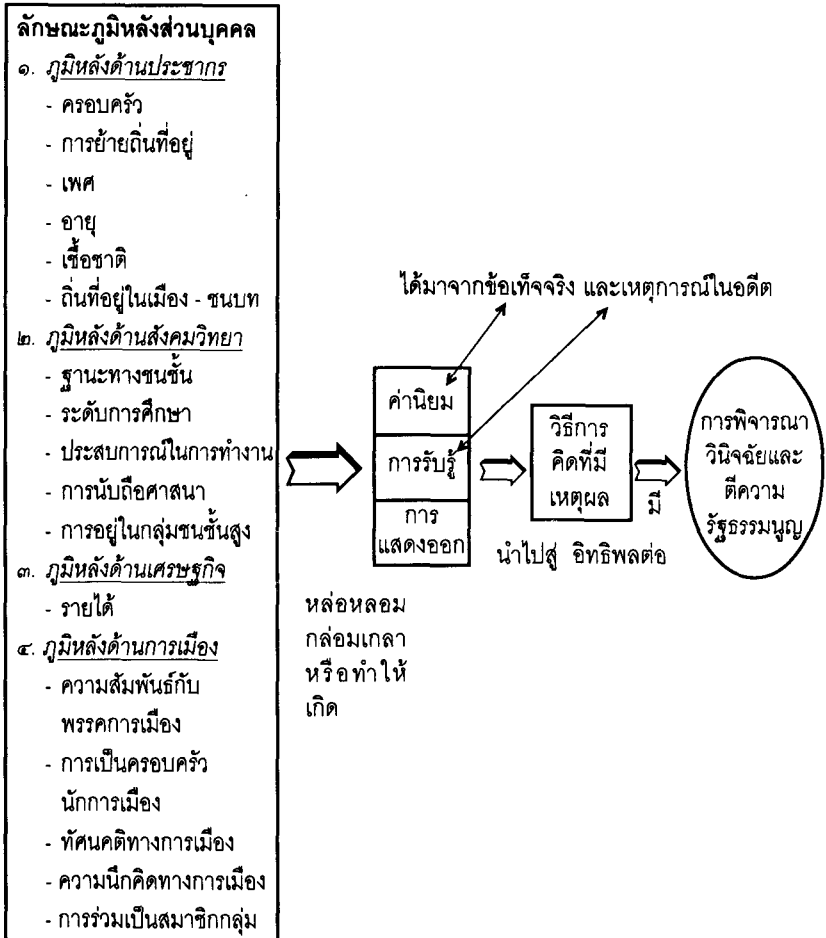 ลักษณะภูมิหลังส่วนบุคคล
๑. ภูมิหลังด้านประชากร
- ครอบครัว
- การย้ายถิ่นที่อยู่
- เพศ
- อายุ
- เชื้อชาติ
- ถิ่นที่อยู่ในเมือง - ชนบท
๒. ภูมิหลังด้านสังคมวิทยา
- ฐานะทางชนชั้น
- ระดับการศึกษา
- ประสบการณ์ในการทำงาน
- การนับถือศาสนา
- การอยู่ในกลุ่มชนชั้นสูง
๓. ภูมิหลังด้านเศรษฐกิจ
- รายได้
๔. ภูมิหลังด้านการเมือง
- ความสัมพันธ์กับ
พรรคการเมือง
- การเป็นครอบครัว
นักการเมือง
- ทัศนคติทางการเมือง
- ความนึกคิดทางการเมือง
- การร่วมเป็นสมาชิกกลุ่ม
หล่อหลอม
กล่อมเกลา
หรือทำให้
เกิด
ได้มาจากข้อเท็จจริง และเหตุการณ์ในอดีต
ค่านิยม
การรับรู้
การ
แสดงออก
นำไปสู่
วิธีการ
คิดที่มี
เหตุผล
มี
อิทธิพลต่อ
การพิจารณา
วินิจฉัยและ
ตีความ
รัฐธรรมนูญ